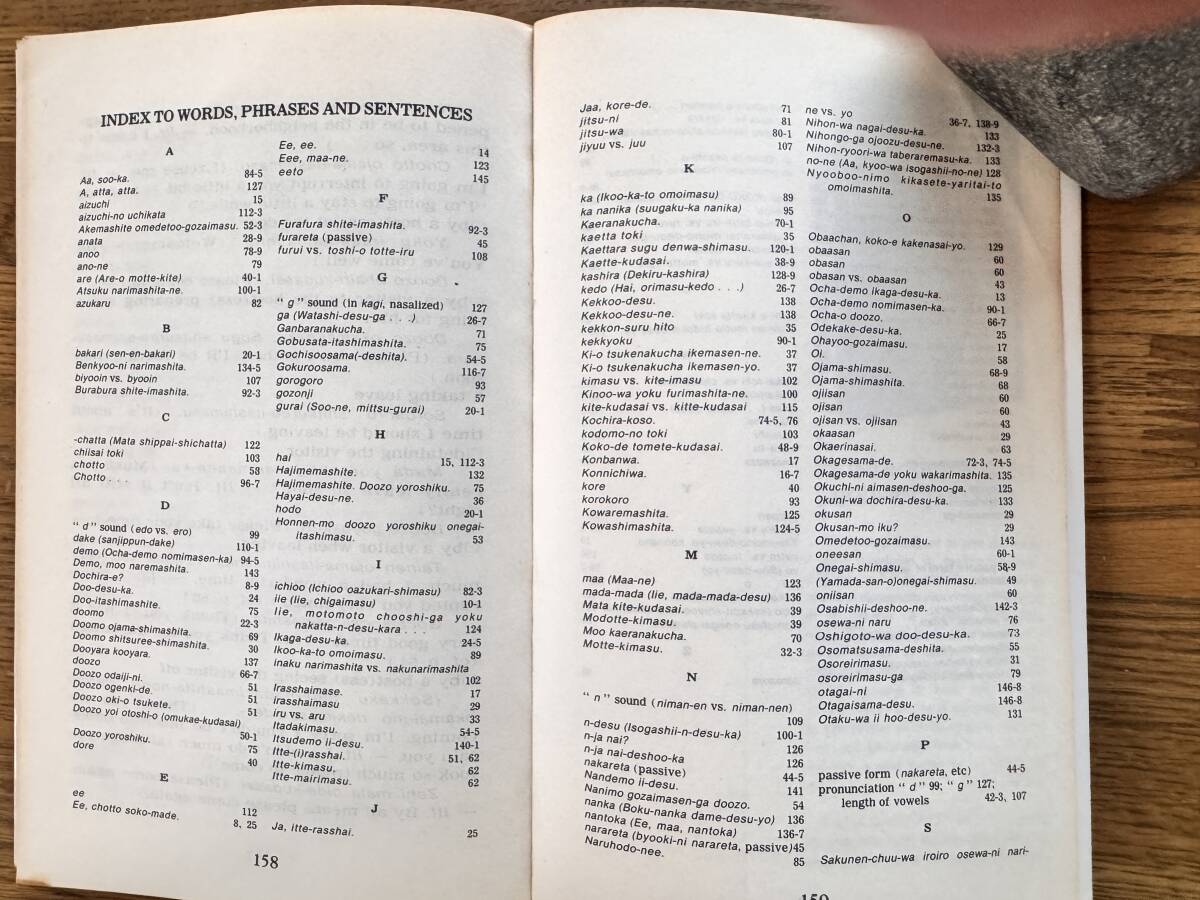 INDEX TO WORDS, PHRASES AND SENTENCES
A
Aa, soo-ka. 84-5
A, atta, atta. 127
aizuchi 15
aizuchi-no uchikata 112-3
Akemashite omedetoo-gozaimasu. 52-3
anata 28-9
anoo 78-9
ano-ne 79
are (Are-o motte-kite) 40-1
Atsuku narimashita-ne. 100-1
azukaru 82
B
bakari (sen-en-bakari) 20-1
Benkyoo-ni narimashita. 134-5
biyooin vs. byooin 107
Burabura shite-imashita. 92-3
C
-chatta (Mata shippai-shichatta) 122
chiisai toki 103
chotto 58
Chotto . . . 96-7
D
"d" sound (edo vs. ero) 99
dake (sanjippun-dake) 110-1
demo (Ocha-demo nomimasen-ka) 94-5
Demo, moo naremashita. 143
Dochira-e? 8-9
Doo-desu-ka. 24
Doo-itashimashite. 75
doomo 22-3
Doomo ojama-shimashita. 69
Doomo shitsuree-shimashita. 30
Dooyara kooyara. 137
doozo 66-7
Doozo odaiji-ni. 51
Doozo ogenki-de. 51
Doozo oki-o tsukete. 51
Doozo yoi otoshi-o (omukae-kudasai)
50-1
Doozo yoroshiku. 75
dore 40
E
ee 112
Ee, chotto soko-made. 8, 25
Ee, ee. 14
Eee, maa-ne. 123
eeto 145
F
Furafura shite-imashita. 92-3
furareta (passive) 45
furui vs. toshi-o totte-iru 108
G
"g" sound (in kagi, nasalized) 127
ga (Watashi-desu-ga . . .) 26-7
Ganbaranakucha. 71
Gobusata-itashimashita. 75
Gochisoosama(-deshita). 54-5
Gokuroosama. 116-7
gorogoro 93
gozonji 57
gurai (Soo-ne, mittsu-gurai) 20-1
H
hai 15, 112-3
Hajimemashite. 132
Hajimemashite. Doozo yoroshiku. 75
Hayai-desu-ne. 36
hodo 20-1
Honnen-mo doozo yoroshiku onegai-
itashimasu. 53
I
ichioo (Ichioo oazukari-shimasu) 82-3
iie (Iie, chigaimasu) 10-1
Iie, motomoto chooshi-ga yoku
nakatta-n-desu-kara . . . 124
Ikaga-desu-ka. 24-5
Ikoo-ka-to omoimasu. 89
inaku narimashita vs. nakunarimashita
102
Irasshaimase. 17
irasshaimasu 29
iru vs. aru 33
Itadakimasu. 54-5
Itsudemo ii-desu. 140-1
Itte-(i)rasshai. 51, 62
Itte-kimasu. 62
Itte-mairimasu. 62
J
Ja, itte-rasshai. 25
158
Jaa, kore-de. 71
jitsu-ni 81
jitsu-wa 80-1
jiyuu vs. juu 107
K
ka (Ikoo-ka-to omoimasu) 89
ka nanika (suugaku-ka nanika) 95
Kaeranakucha. 70-1
kaetta toki 35
Kaettara sugu denwa-shimasu. 120-1
Kaette-kudasai. 38-9
kashira (Dekiru-kashira) 128-9
kedo (Hai, orimasu-kedo . . .) 26-7
Kekkoo-desu. 138
Kekkoo-desu-ne. 138
kekkon-suru hito 35
kekkyoku 90-1
Ki-o tsukenakucha ikemasen-ne. 37
Ki-o tsukenakucha ikemasen-yo. 37
kimasu vs. kite-imasu 102
Kinoo-wa yoku furimashita-ne. 100
kite-kudasai vs. kitte-kudasai 115
Kochira-koso. 74-5, 76
kodomo-no toki 103
Koko-de tomete-kudasai. 48-9
Konbanwa. 17
Konnichiwa. 16-7
kore 40
korokoro 93
Kowaremashita. 125
Kowashimashita. 124-5
M
maa (Maa-ne) 123
mada-mada (Iie, mada-mada-desu) 136
Mata kite-kudasai. 39
Modotte-kimasu. 39
Moo kaeranakucha. 70
Motte-kimasu. 32-3
N
"n" sound (niman-en vs. niman-nen)
109
n-desu (Isogashii-n-desu-ka) 100-1
n-ja nai? 126
n-ja nai-deshoo-ka 126
nakareta (passive) 44-5
Nandemo ii-desu. 141
Nanimo gozaimasen-ga doozo. 54
nanka (Boku-nanka dame-desu-yo) 136
nantoka (Ee, maa, nantoka) 136-7
narareta (byooki-ni narareta, passive) 45
Naruhodo-nee. 85
ne vs. yo 36-7, 138-9
Nihon-wa nagai-desu-ka. 133
Nihongo-ga ojoozu-desu-ne. 132-3
Nihon-ryoori-wa taberaremasu-ka. 133
no-ne (Aa, kyoo-wa isogashii-no-ne) 128
Nyooboo-nimo kikasete-yaritai-to
omoimashita. 135
O
Obaachan, koko-e kakenasai-yo. 129
obaasan 60
obasan 60
obasan vs. obaasan 43
Ocha-demo ikaga-desu-ka. 13
Ocha-demo nomimasen-ka. 90-1
Ocha-o doozo. 66-7
Odekake-desu-ka. 25
Ohayoo-gozaimasu. 17
Oi. 58
Ojama-shimasu. 68-9
Ojama-shimashita. 68
ojiisan 60
ojisan 60
ojisan vs. ojiisan 43
okaasan 29
Okaerinasai. 63
Okagesama-de. 72-3, 74-5
Okagesama-de yoku wakarimashita. 135
Okuchi-ni aimasen-deshoo-ga. 125
Okuni-wa dochira-desu-ka. 133
okusan 29
Okusan-mo iku? 29
Omedetoo-gozaimasu. 143
oneesan 60-1
Onegai-shimasu. 58-9
(Yamada-san-o)onegai-shimasu. 49
oniisan 60
Osabishii-deshoo-ne. 142-3
osewa-ni naru 76
Oshigoto-wa doo-desu-ka. 73
Osomatsusama-deshita. 55
Osoreirimasu. 31
osoreirimasu-ga 79
otagai-ni 146-8
Otagaisama-desu. 146-8
Otaku-wa ii hoo-desu-yo. 131
P
passive form (nakareta, etc) 44-5
pronunciation "d" 99; "g" 127;
length of vowels 42-3, 107
S
Sakunen-chuu-wa iroiro osewa-ni nari-
159